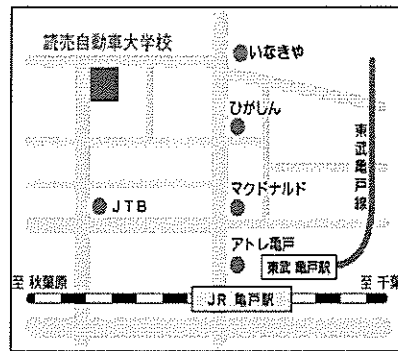 読売自動車大学校
いなきや
ひがしん
東武亀戸線
マクドナルド
JTB
アトレ亀戸
東武 亀戸駅
至 秋葉原
至 千葉
JR 亀戸駅